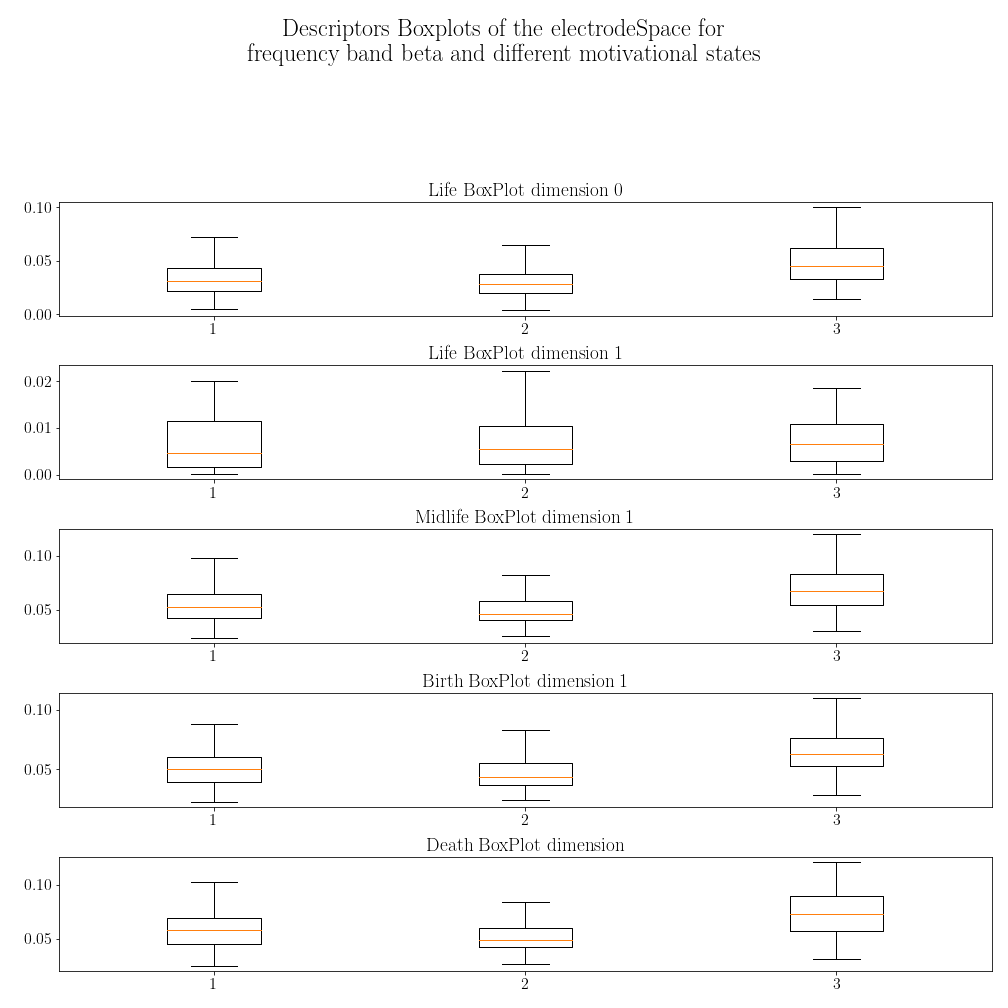 Descriptors Boxplots of the electrodeSpace for
frequency band beta and different motivational states
Life BoxPlot dimension 0
0.10
0.05
0.00
1 2 3
Life BoxPlot dimension 1
0.02
0.01
0.00
1 2 3
Midlife BoxPlot dimension 1
0.10
0.05
1 2 3
Birth BoxPlot dimension 1
0.10
0.05
1 2 3
Death BoxPlot dimension
0.10
0.05
1 2 3